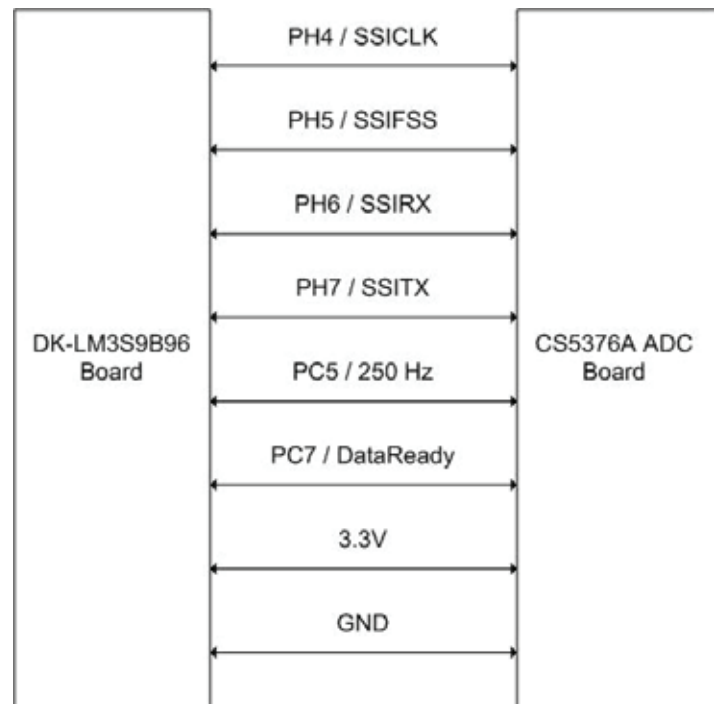 PH4 / SSICLK
PH5 / SSIFSS
PH6 / SSIRX
PH7 / SSITX
DK-LM3S9B96
Board
PC5 / 250 Hz
CS5376A ADC
Board
PC7 / DataReady
3.3V
GND